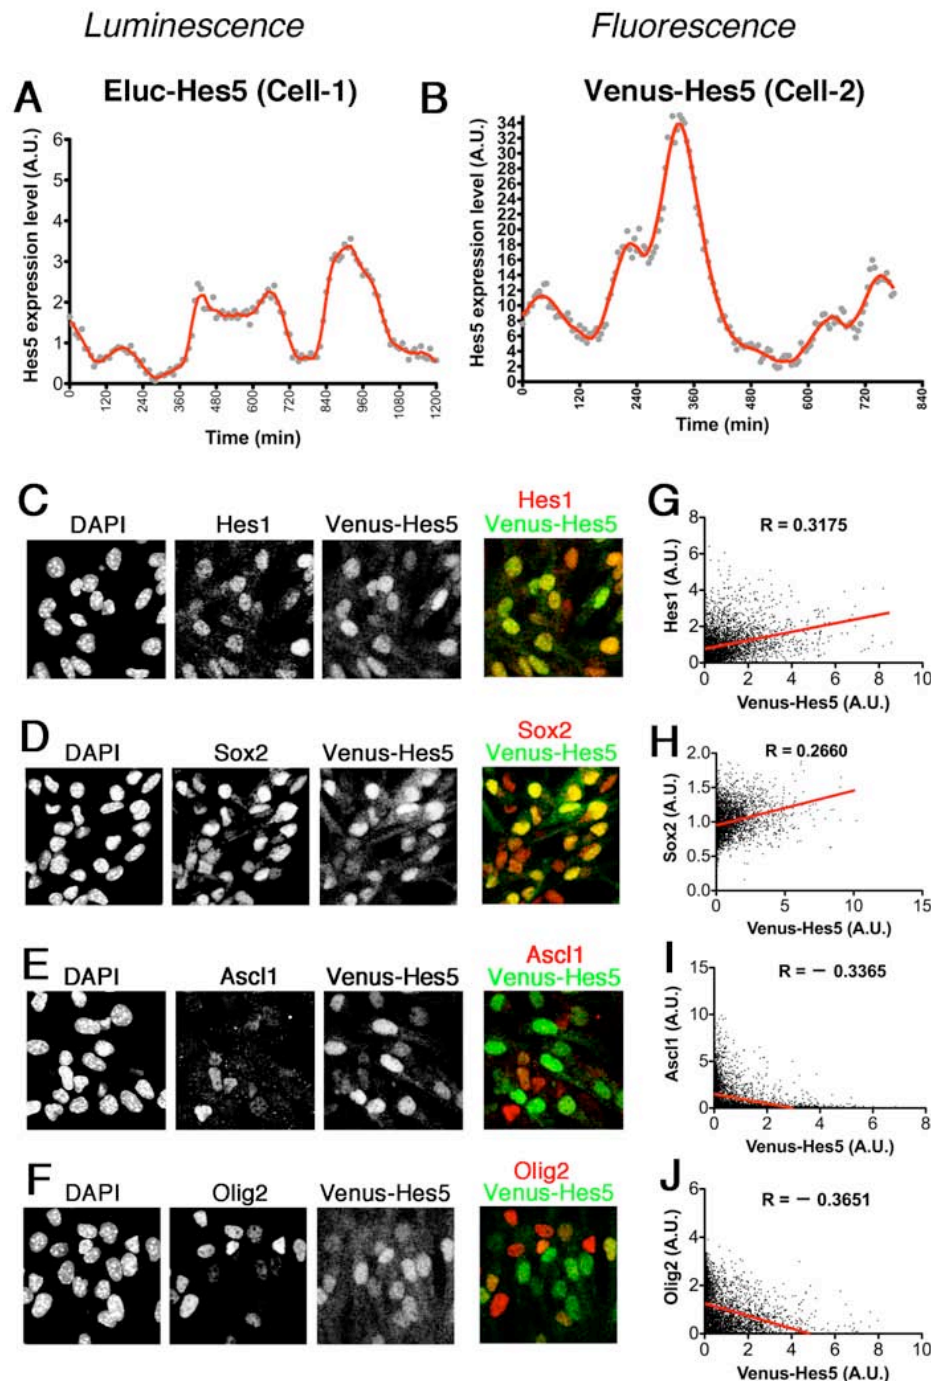 Luminescence
Fluorescence
A
Eluc-Hes5 (Cell-1)
Hes5 expression level (A.U.)
6
5
4
3
2
1
0
0
120
240
360
480
600
720
840
960
1080
1200
Time (min)
B
Venus-Hes5 (Cell-2)
Hes5 expression level (A.U.)
34
32
30
28
26
24
22
20
18
16
14
12
10
8
6
4
2
0
0
120
240
360
480
600
720
840
Time (min)
C
DAPI
Hes1
Venus-Hes5
Hes1
Venus-Hes5
G
R = 0.3175
Hes1 (A.U.)
8
6
4
2
0
0 2 4 6 8 10
Venus-Hes5 (A.U.)
D
DAPI
Sox2
Venus-Hes5
Sox2
Venus-Hes5
H
R = 0.2660
Sox2 (A.U.)
2.0
1.5
1.0
0.5
0.0
0 5 10 15
Venus-Hes5 (A.U.)
E
DAPI
Ascl1
Venus-Hes5
Ascl1
Venus-Hes5
I
R = − 0.3365
Ascl1 (A.U.)
15
10
5
0
0 2 4 6 8
Venus-Hes5 (A.U.)
F
DAPI
Olig2
Venus-Hes5
Olig2
Venus-Hes5
J
R = − 0.3651
Olig2 (A.U.)
6
4
2
0
0 2 4 6 8 10
Venus-Hes5 (A.U.)